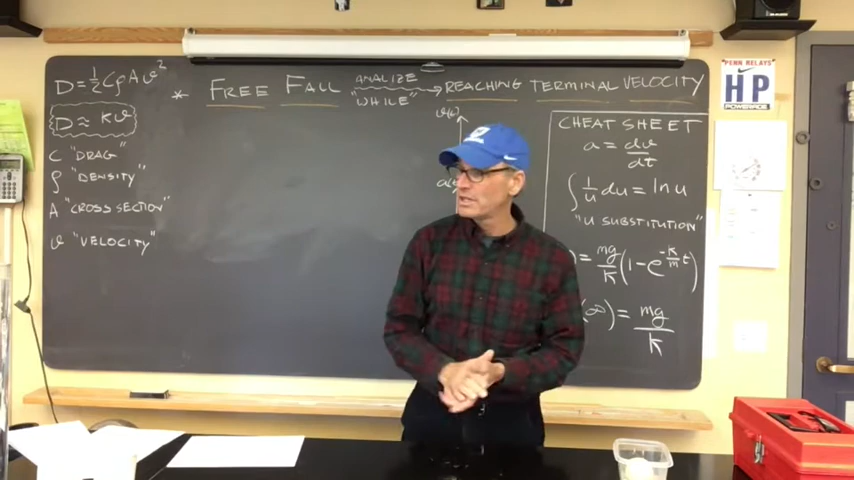 D = ½ CρAv²
D ≈ Kv
C "DRAG"
ρ "DENSITY"
A "CROSS SECTION"
v "VELOCITY"
* FREE FALL ANALIZE "WHILE" → REACHING TERMINAL VELOCITY
v(t)
a(
CHEAT SHEET
a = dv/dt
∫ 1/u du = ln u
"U SUBSTITUTION"
= mg/K (1 - e^(-K/m t))
(∞) = mg/K
PENN RELAYS
HP